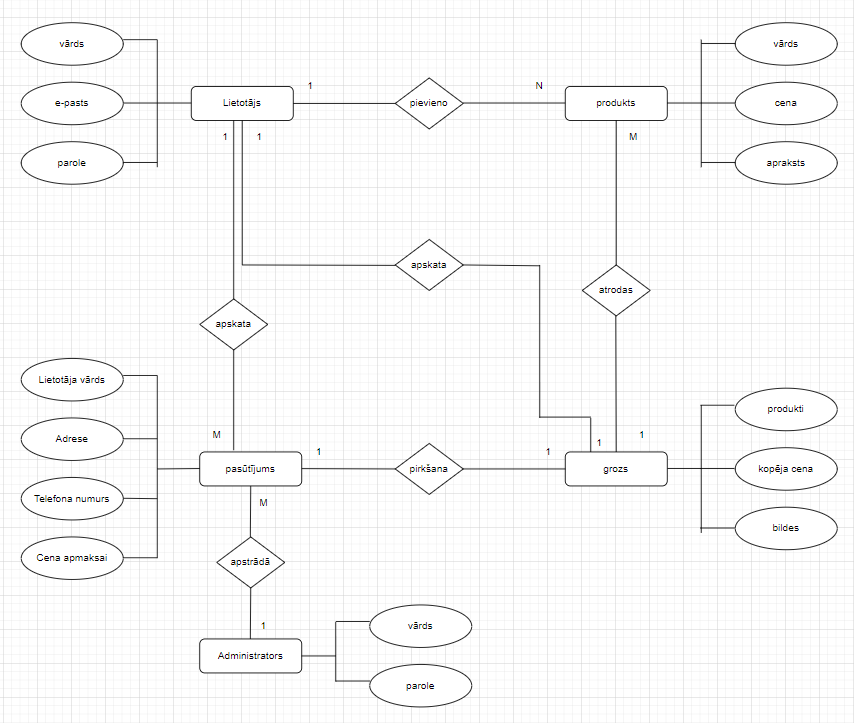 vārds
vārds
1
N
Lietotājs
pievieno
produkts
e-pasts
cena
1
1
M
parole
apraksts
apskata
atrodas
apskata
Lietotāja vārds
produkti
M
1
1
1
1
Adrese
pasūtījums
pirkšana
grozs
kopēja cena
Telefona numurs
M
bildes
Cena apmaksai
apstrādā
1
vārds
Administrators
parole